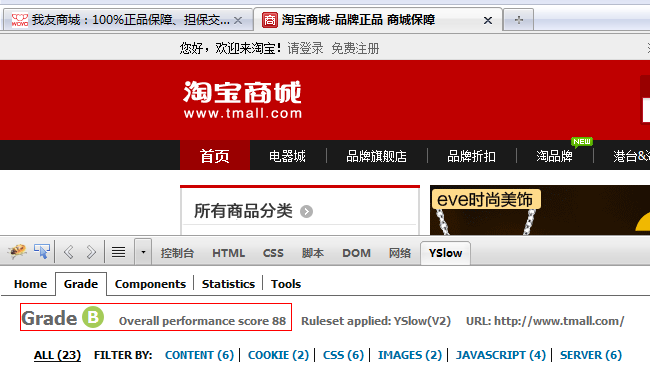 我友商城：100%正品保障、担保交...
淘宝商城-品牌正品 商城保障
您好，欢迎来淘宝！请登录 免费注册
淘宝商城
www.tmall.com
NEW
首页 电器城 品牌旗舰店 品牌折扣 淘品牌 港台&
所有商品分类
eve时尚美饰
控制台 HTML CSS 脚本 DOM 网络 YSlow
Home Grade Components Statistics Tools
Grade B Overall performance score 88 Ruleset applied: YSlow(V2) URL: http://www.tmall.com/
ALL (23) FILTER BY: CONTENT (6) COOKIE (2) CSS (6) IMAGES (2) JAVASCRIPT (4) SERVER (6)